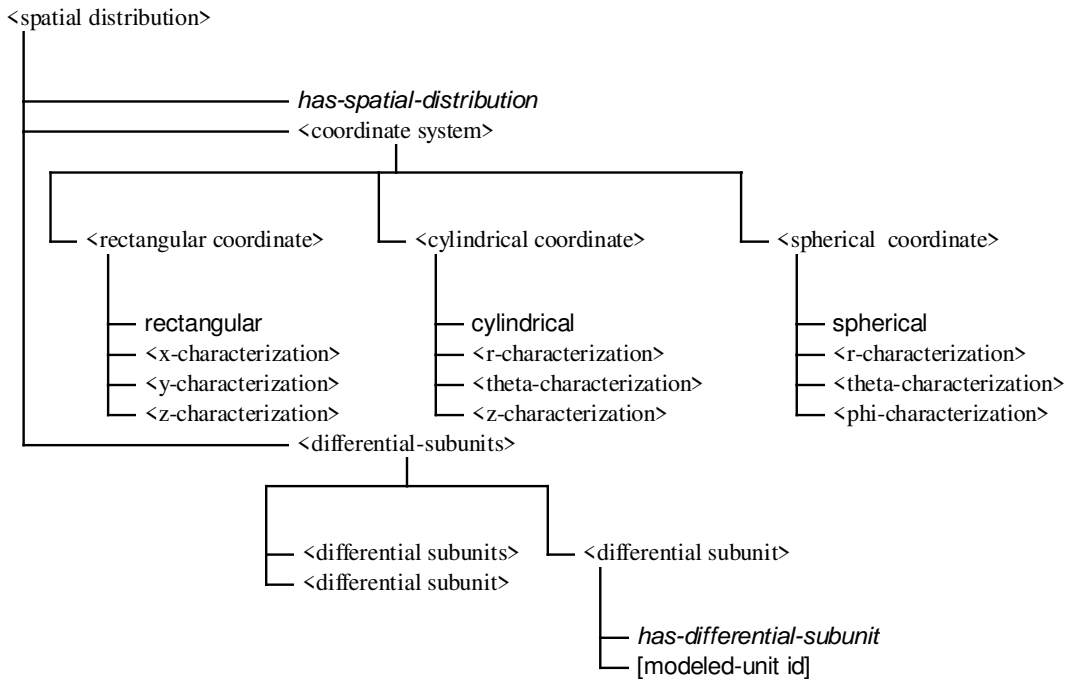 <spatial distribution>
has-spatial-distribution
<coordinate system>
<rectangular coordinate>
<cylindrical coordinate>
<spherical coordinate>
rectangular
<x-characterization>
<y-characterization>
<z-characterization>
cylindrical
<r-characterization>
<theta-characterization>
<z-characterization>
spherical
<r-characterization>
<theta-characterization>
<phi-characterization>
<differential-subunits>
<differential subunits>
<differential subunit>
<differential subunit>
has-differential-subunit
[modeled-unit id]